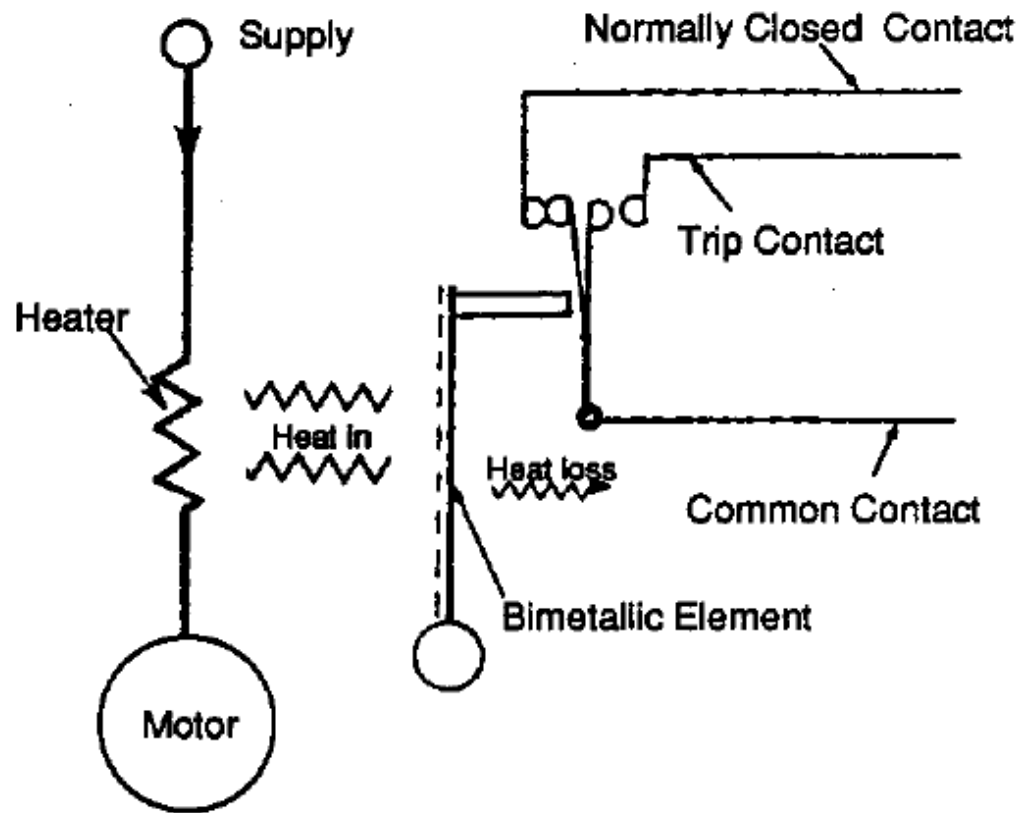 Supply
Normally Closed Contact
Trip Contact
Heater
Heat in
Heat loss
Common Contact
Bimetallic Element
Motor